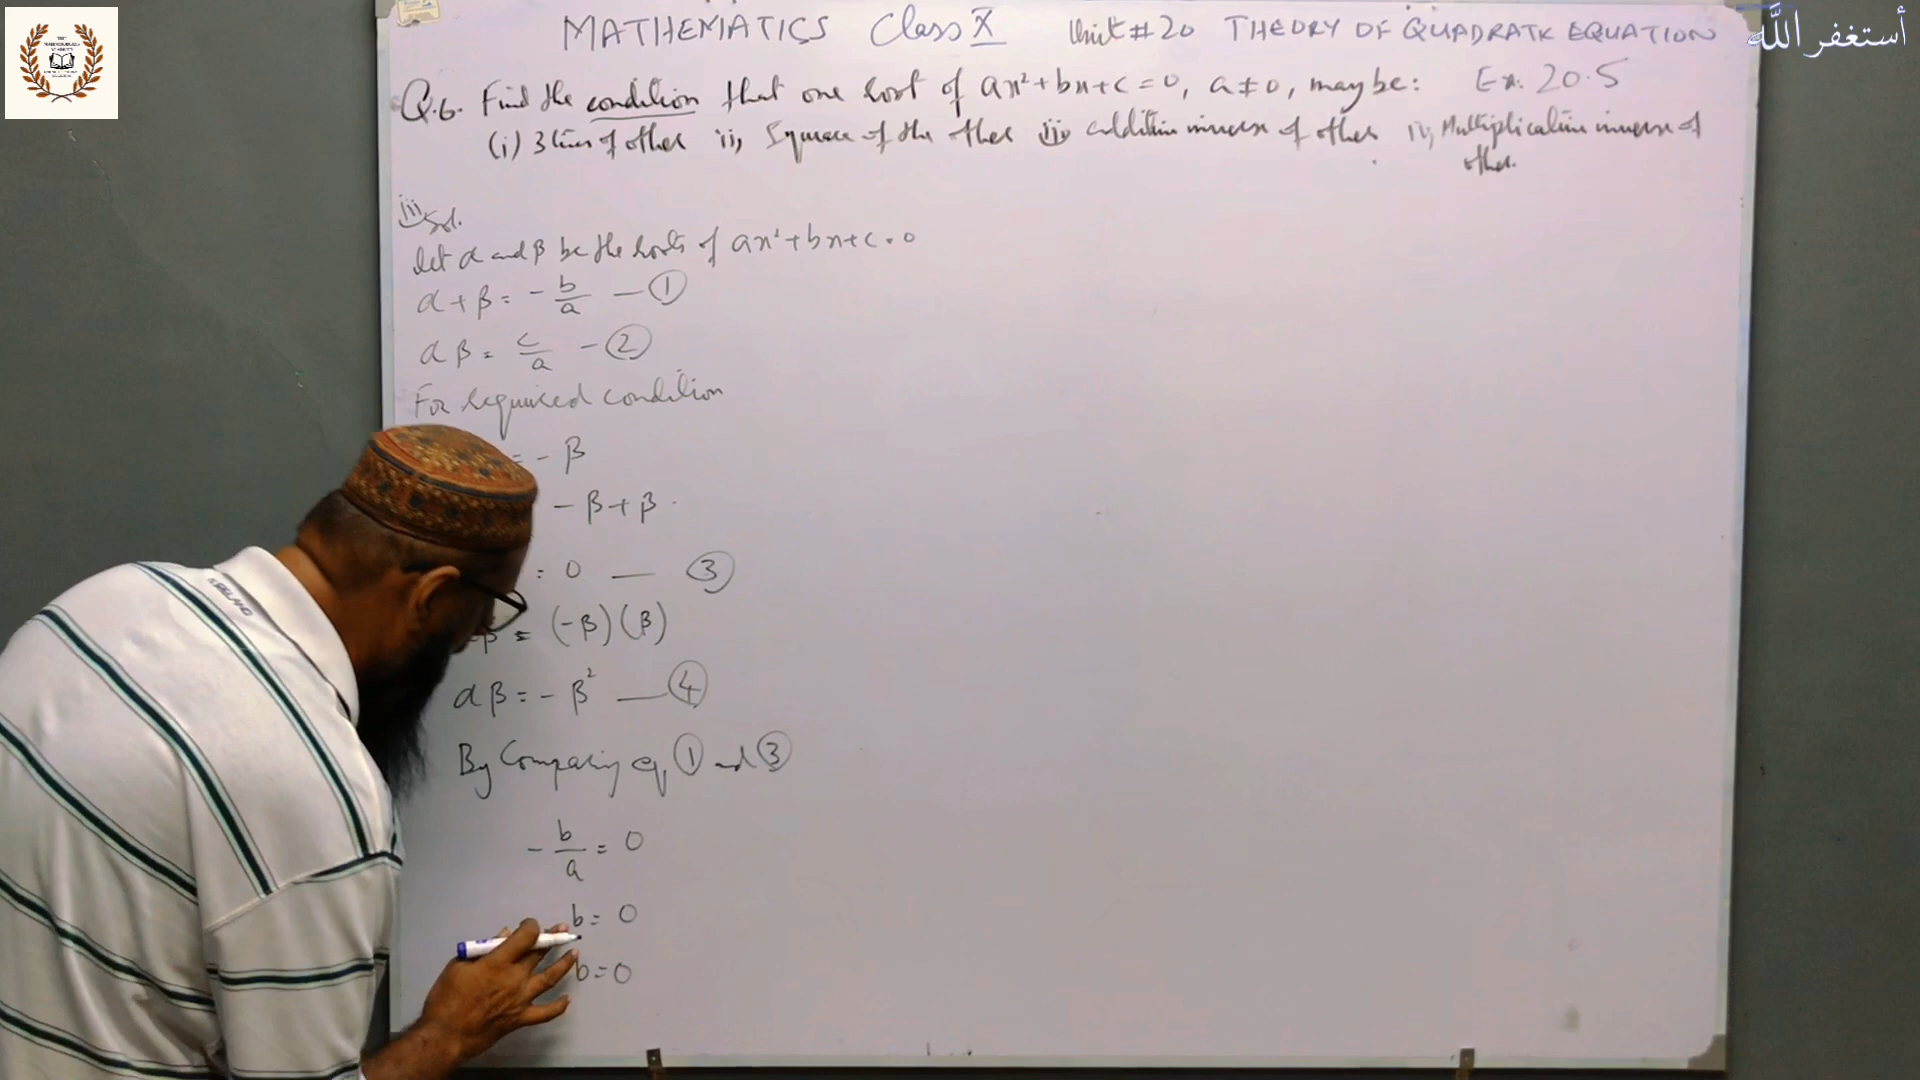 MATHEMATICS Class X Unit # 20 THEORY OF QUADRATIC EQUATION
أستغفر الله
Q.6. Find the condition that one root of ax²+bx+c=0, a≠0, may be: Ex. 20.5
(i) 3 times of other ii, Square of the other iii, addition inverse of other iv, Multiplication inverse of
other.
iii, Sol.
Let α and β be the roots of ax²+bx+c=0
α+β = -b/a — ①
αβ = c/a - ②
For required condition
= -β
-β+β
= 0 — ③
β = (-β)(β)
αβ = -β² — ④
By Comparing eq, ① and ③
-b/a = 0
b = 0
b=0